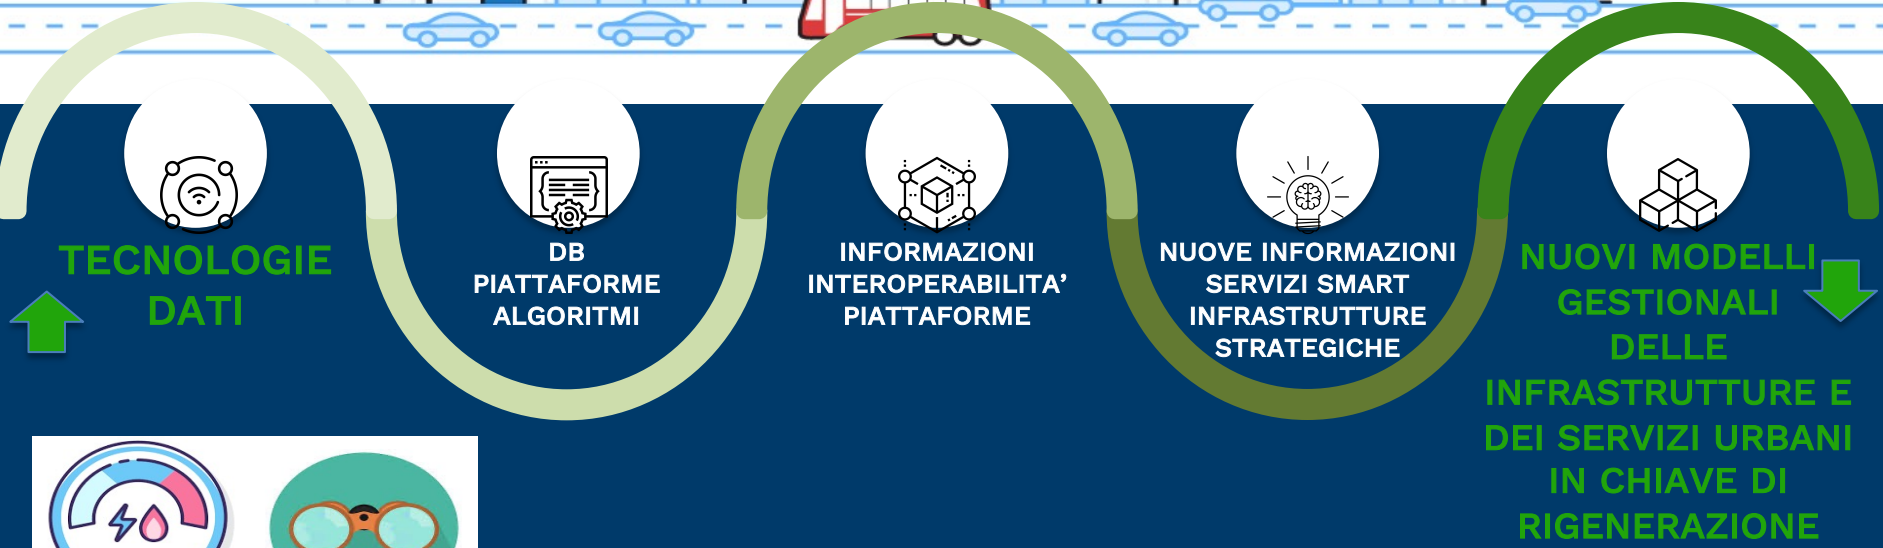 TECNOLOGIE
DATI
DB
PIATTAFORME
ALGORITMI
INFORMAZIONI
INTEROPERABILITA’
PIATTAFORME
NUOVE INFORMAZIONI
SERVIZI SMART
INFRASTRUTTURE
STRATEGICHE
NUOVI MODELLI
GESTIONALI
DELLE
INFRASTRUTTURE E
DEI SERVIZI URBANI
IN CHIAVE DI
RIGENERAZIONE